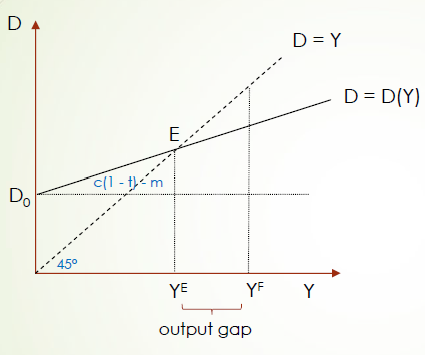 D
D = Y
D = D(Y)
E
c(1 - t) - m
D₀
45º
Yᴱ
Yꟳ
Y
output gap